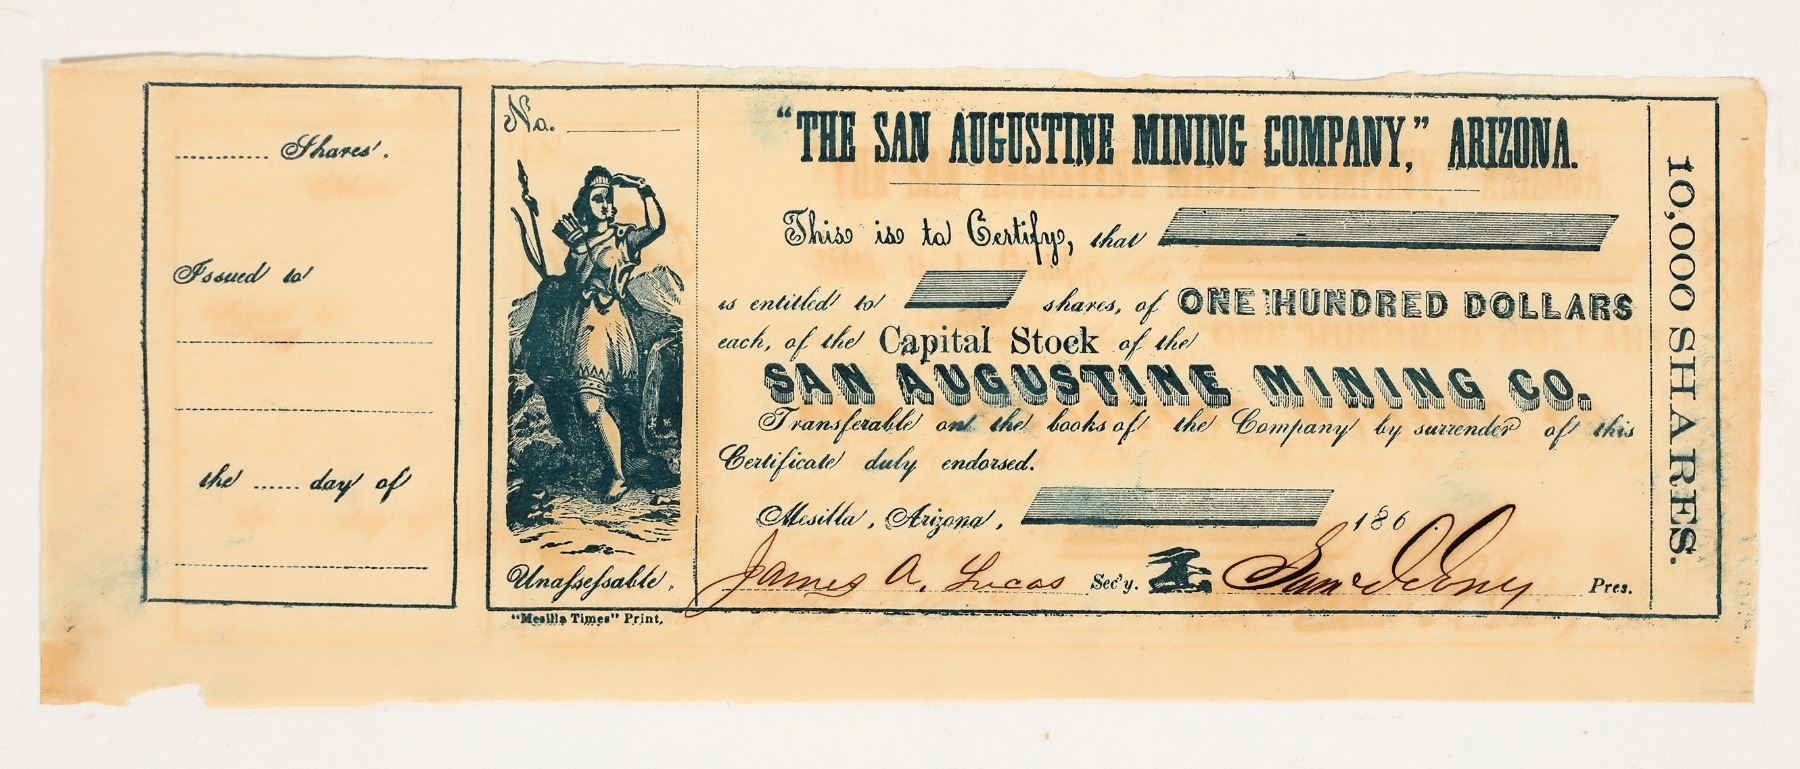 Shares.
Issued to
the ...... day of
No.
Unaſseſsable.
"Mesilla Times" Print,
"THE SAN AUGUSTINE MINING COMPANY," ARIZONA.
This is to Certify, that
is entitled to shares, of ONE HUNDRED DOLLARS
each, of the Capital Stock of the
SAN AUGUSTINE MINING CO.
Transferable on the books of the Company by surrender of this
Certificate duly endorsed.
Mesilla, Arizona, 186
James A. Lucas Sec'y. Pres.
10,000 SHARES.